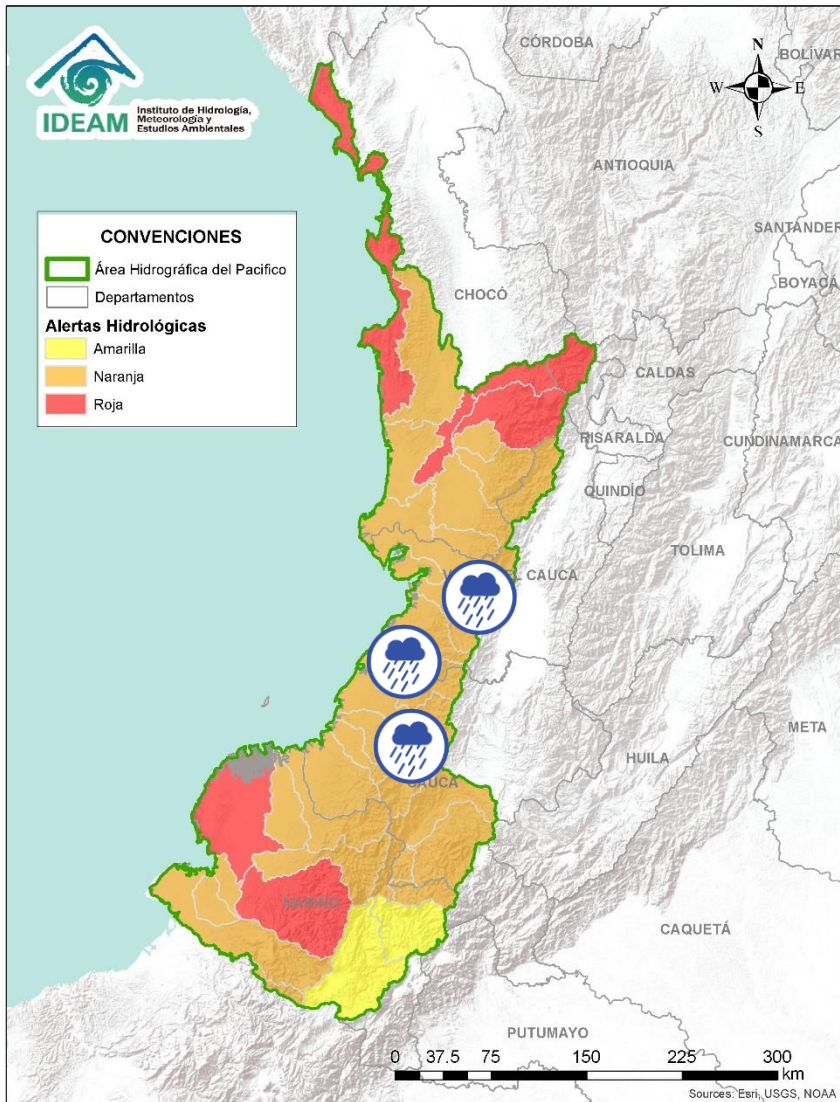 IDEAM
Instituto de Hidrología,
Meteorología y
Estudios Ambientales
N
W
E
S
CÓRDOBA
BOLÍVAR
ANTIOQUIA
SANTANDER
BOYACÁ
CHOCÓ
CALDAS
RISARALDA
CUNDINAMARCA
QUINDÍO
TOLIMA
EL CAUCA
META
HUILA
CAUCA
NARIÑO
CAQUETÁ
PUTUMAYO
CONVENCIONES
Área Hidrográfica del Pacifico
Departamentos
Alertas Hidrológicas
Amarilla
Naranja
Roja
0 37.5 75 150 225 300
km
Sources: Esri, USGS, NOAA